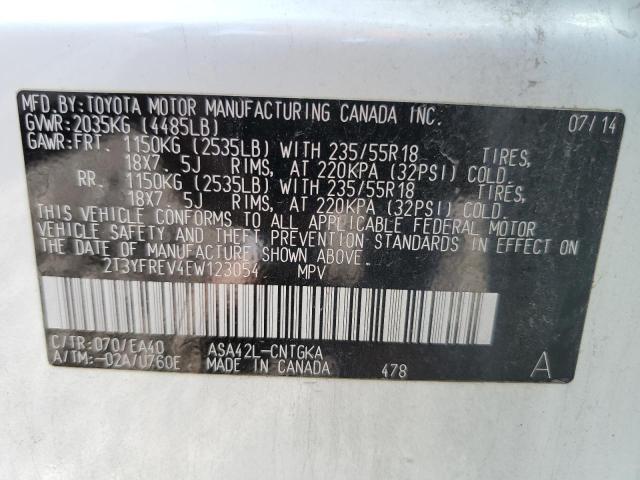 MFD.BY:TOYOTA MOTOR MANUFACTURING CANADA INC. 07/14
GVWR:2035KG (4485LB)
GAWR:FRT. 1150KG (2535LB) WITH 235/55R18 TIRES,
18X7.5J RIMS, AT 220KPA (32PSI) COLD.
RR. 1150KG (2535LB) WITH 235/55R18 TIRES,
18X7.5J RIMS, AT 220KPA (32PSI) COLD.
THIS VEHICLE CONFORMS TO ALL APPLICABLE FEDERAL MOTOR
VEHICLE SAFETY AND THEFT PREVENTION STANDARDS IN EFFECT ON
THE DATE OF MANUFACTURE SHOWN ABOVE.
2T3YFREV4EW123054 MPV
C/TR:070/EA40 ASA42L-CNTGKA
A/TM:-02A/U760E MADE IN CANADA 478 A